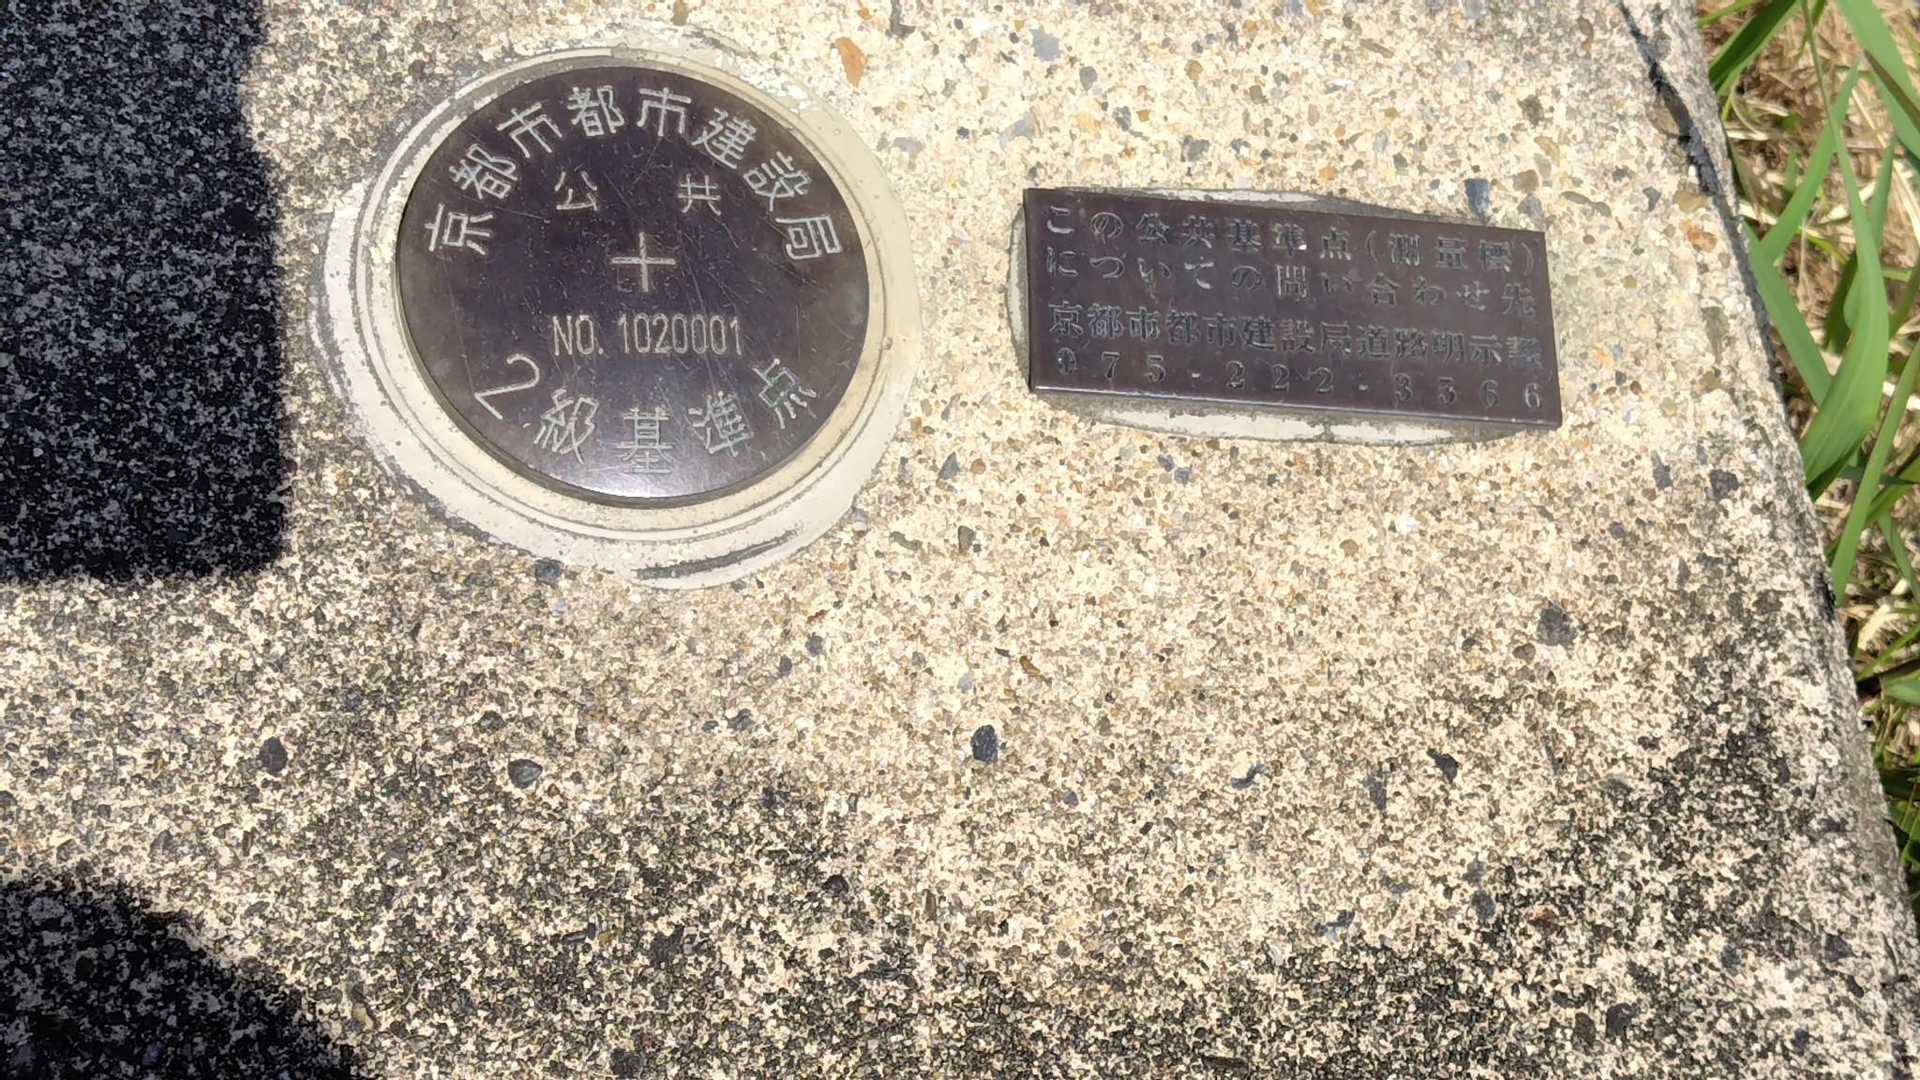 京都市都市建設局
公共
NO. 1020001
乙級基準点
この公共基準点(測量標)
についての問い合わせ先
京都市都市建設局道路明示課
075-222-3566